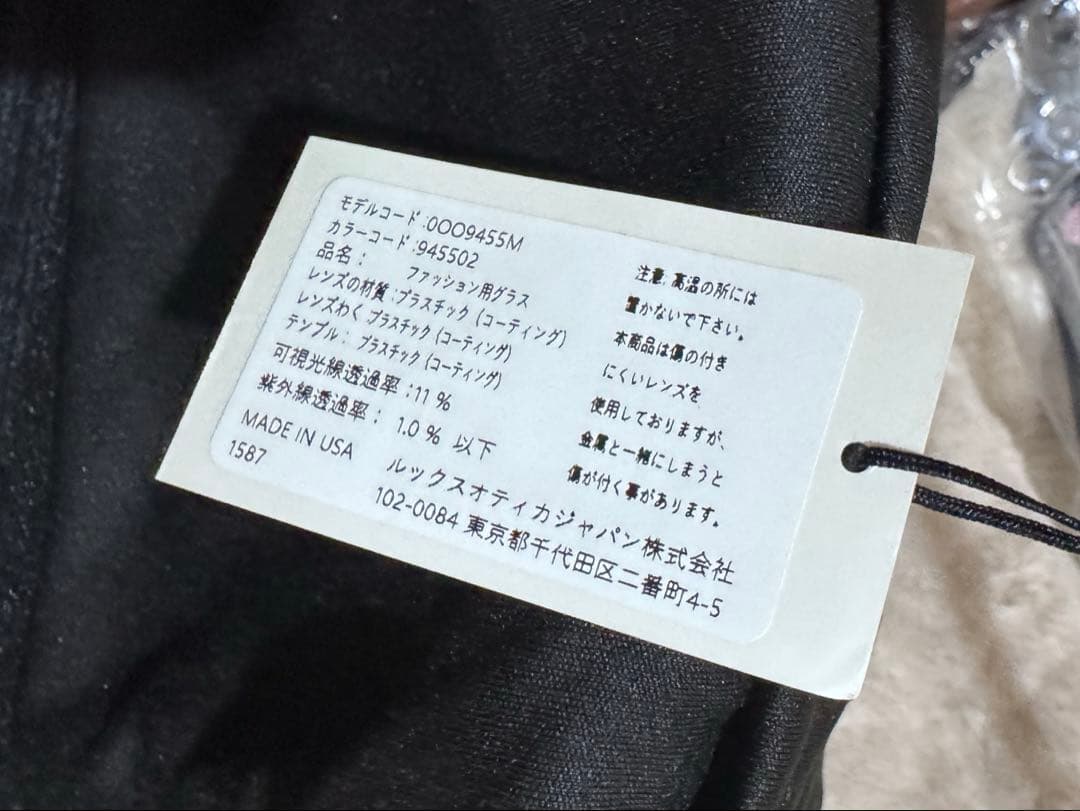 モデルコード:OOO9455M
カラーコード:945502
品名： ファッション用グラス
レンズの材質:プラスチック(コーティング)
レンズわく プラスチック(コーティング)
テンプル： プラスチック(コーティング)
可視光線透過率:11 %
紫外線透過率： 1.0 % 以下
MADE IN USA
1587
注意:高温の所には
置かないで下さい。
本商品は傷の付き
にくいレンズを
使用しておりますが、
金属と一緒にしまうと
傷が付く事があります。
ルックスオティカジャパン株式会社
102-0084 東京都千代田区二番町4-5